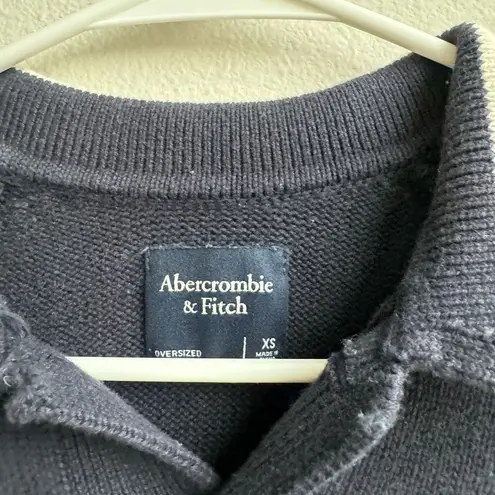 Abercrombie
& Fitch
OVERSIZED
XS
MADE IN